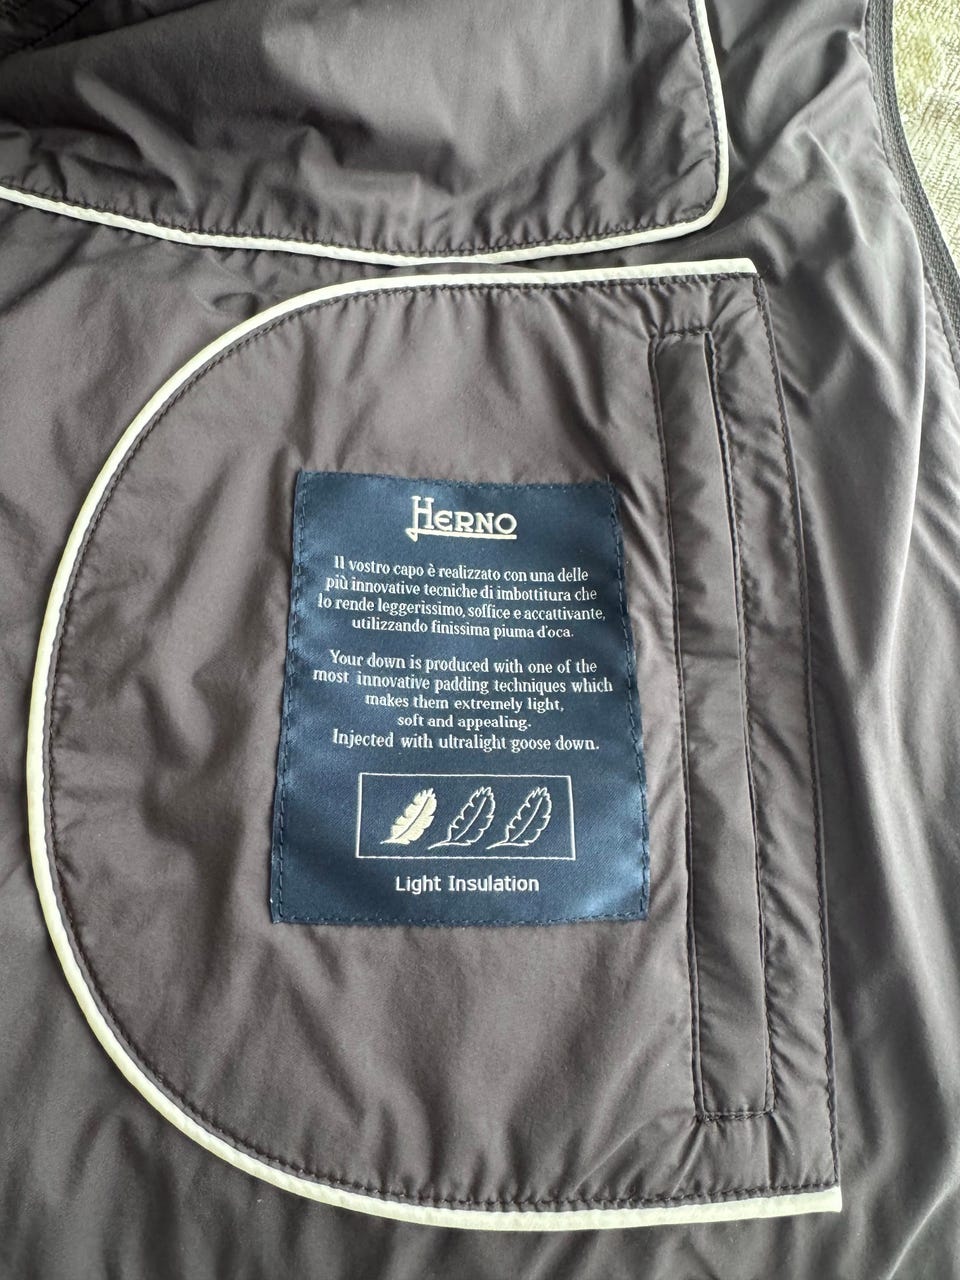 HERNO
Il vostro capo è realizzato con una delle
più innovative tecniche di imbottitura che
lo rende leggerissimo, soffice e accattivante,
utilizzando finissima piuma d'oca.
Your down is produced with one of the
most innovative padding techniques which
makes them extremely light,
soft and appealing.
Injected with ultralight goose down.
Light Insulation